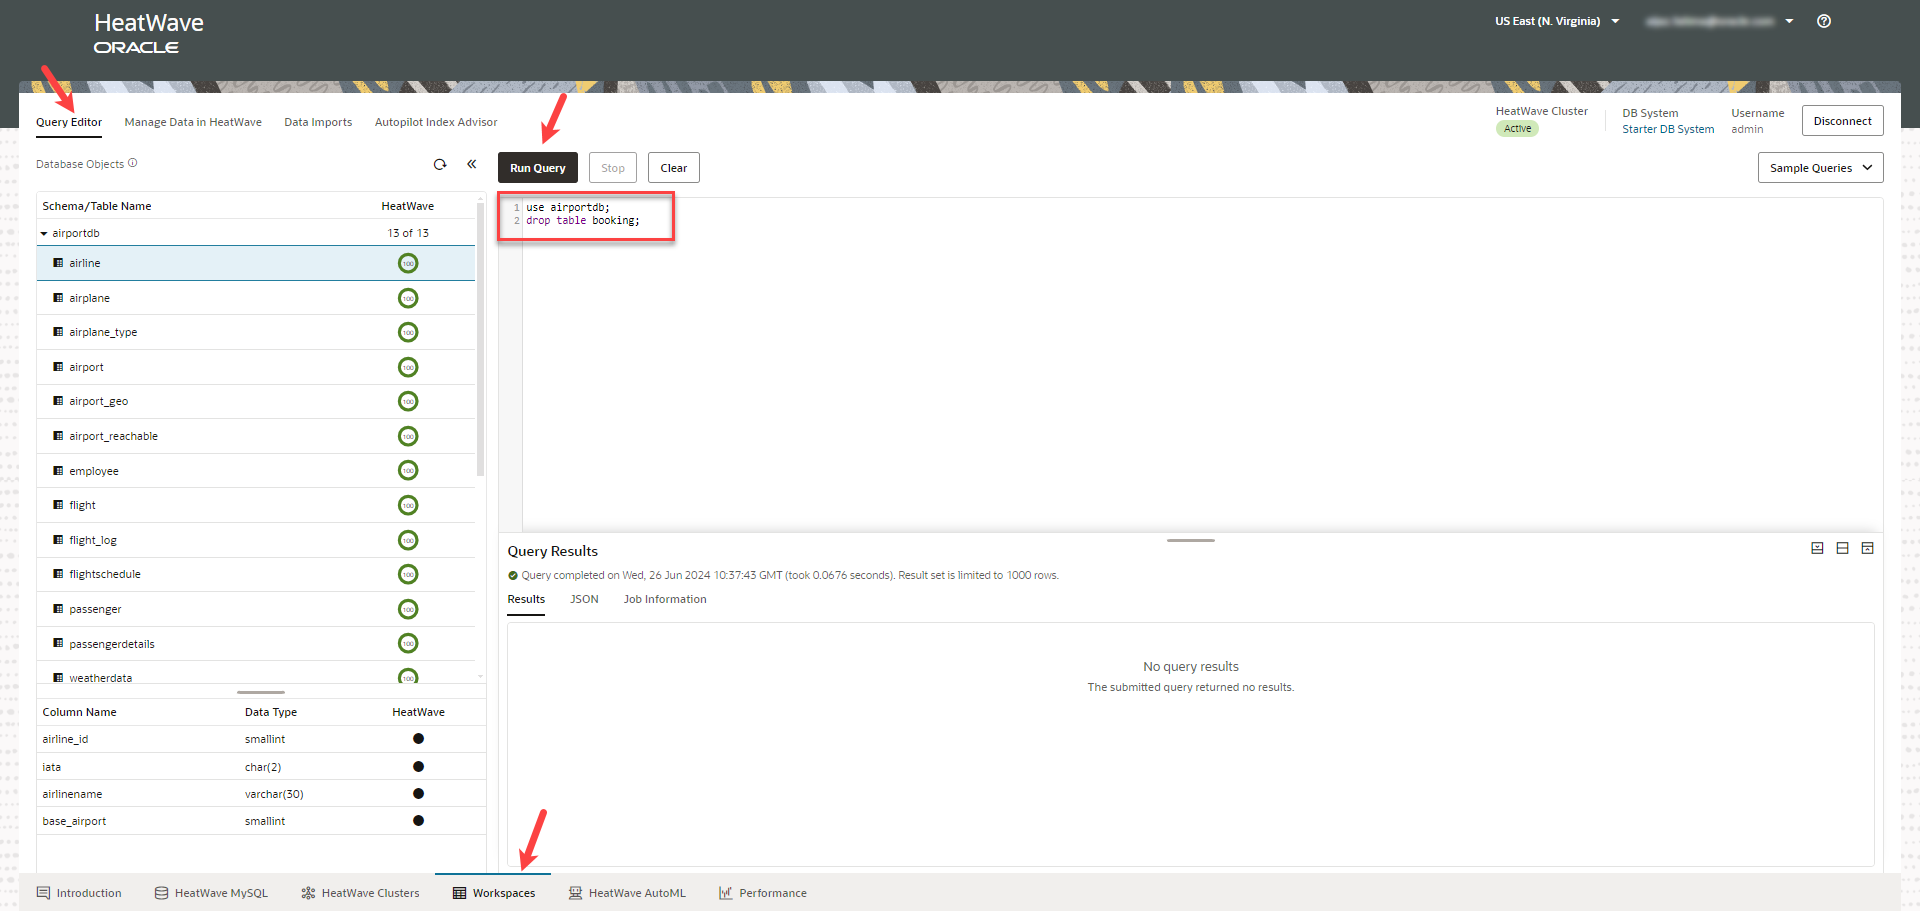 HeatWave
ORACLE
US East (N. Virginia)
Query Editor
Manage Data in HeatWave
Data Imports
Autopilot Index Advisor
HeatWave Cluster
Active
DB System
Starter DB System
Username
admin
Disconnect
Database Objects
Run Query
Stop
Clear
Sample Queries
Schema/Table Name HeatWave
airportdb 13 of 13
airline 100
airplane 100
airplane_type 100
airport 100
airport_geo 100
airport_reachable 100
employee 100
flight 100
flight_log 100
flightschedule 100
passenger 100
passengerdetails 100
weatherdata 100
1 use airportdb;
2 drop table booking;
Column Name Data Type HeatWave
airline_id smallint
iata char(2)
airlinename varchar(30)
base_airport smallint
Query Results
Query completed on Wed, 26 Jun 2024 10:37:43 GMT (took 0.0676 seconds). Result set is limited to 1000 rows.
Results
JSON
Job Information
No query results
The submitted query returned no results.
Introduction
HeatWave MySQL
HeatWave Clusters
Workspaces
HeatWave AutoML
Performance